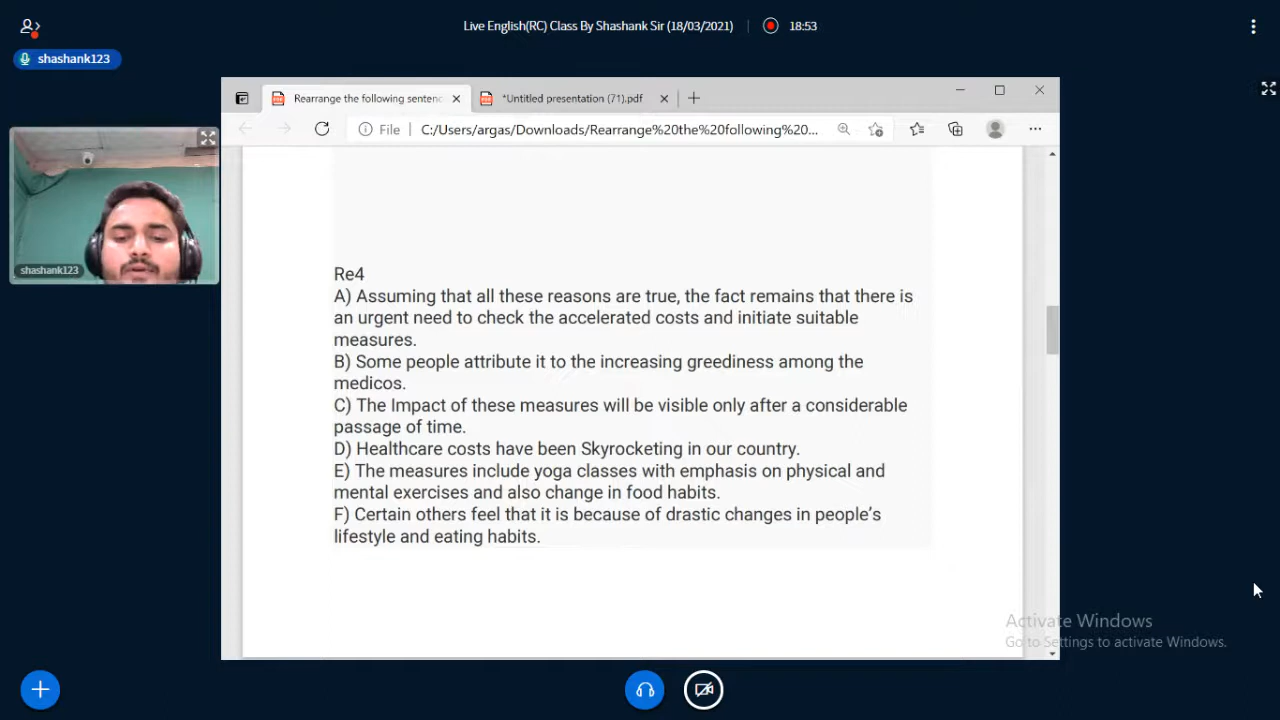 Live English(RC) Class By Shashank Sir (18/03/2021)
18:53
shashank123
Rearrange the following sentenc
*Untitled presentation (71).pdf
File
C:/Users/argas/Downloads/Rearrange%20the%20following%20...
shashank123
Re4
A) Assuming that all these reasons are true, the fact remains that there is
an urgent need to check the accelerated costs and initiate suitable
measures.
B) Some people attribute it to the increasing greediness among the
medicos.
C) The Impact of these measures will be visible only after a considerable
passage of time.
D) Healthcare costs have been Skyrocketing in our country.
E) The measures include yoga classes with emphasis on physical and
mental exercises and also change in food habits.
F) Certain others feel that it is because of drastic changes in people's
lifestyle and eating habits.
Activate Windows
Go to Settings to activate Windows.